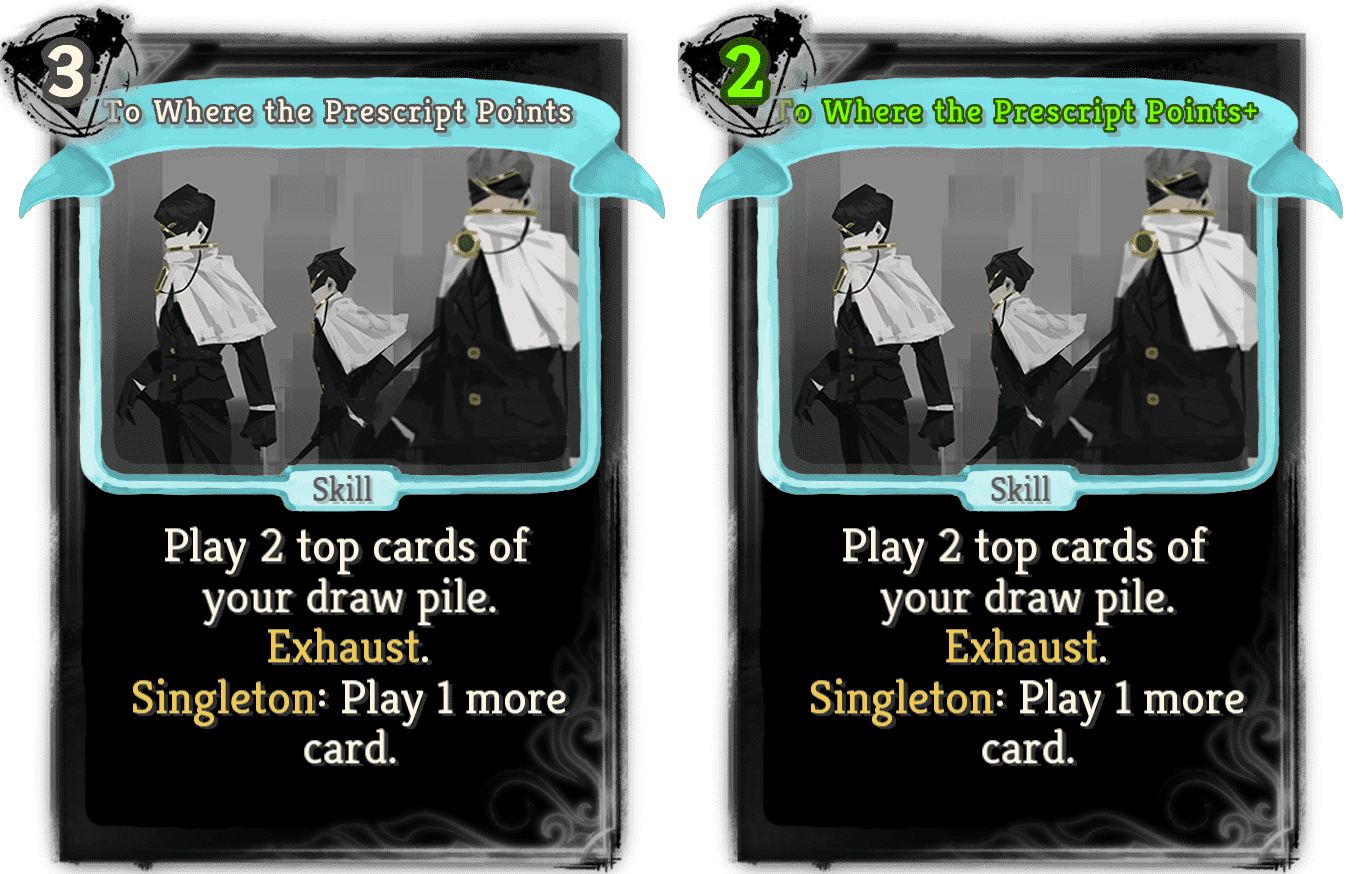 3
To Where the Prescript Points
Skill
Play 2 top cards of
your draw pile.
Exhaust.
Singleton: Play 1 more
card.
2
To Where the Prescript Points+
Skill
Play 2 top cards of
your draw pile.
Exhaust.
Singleton: Play 1 more
card.